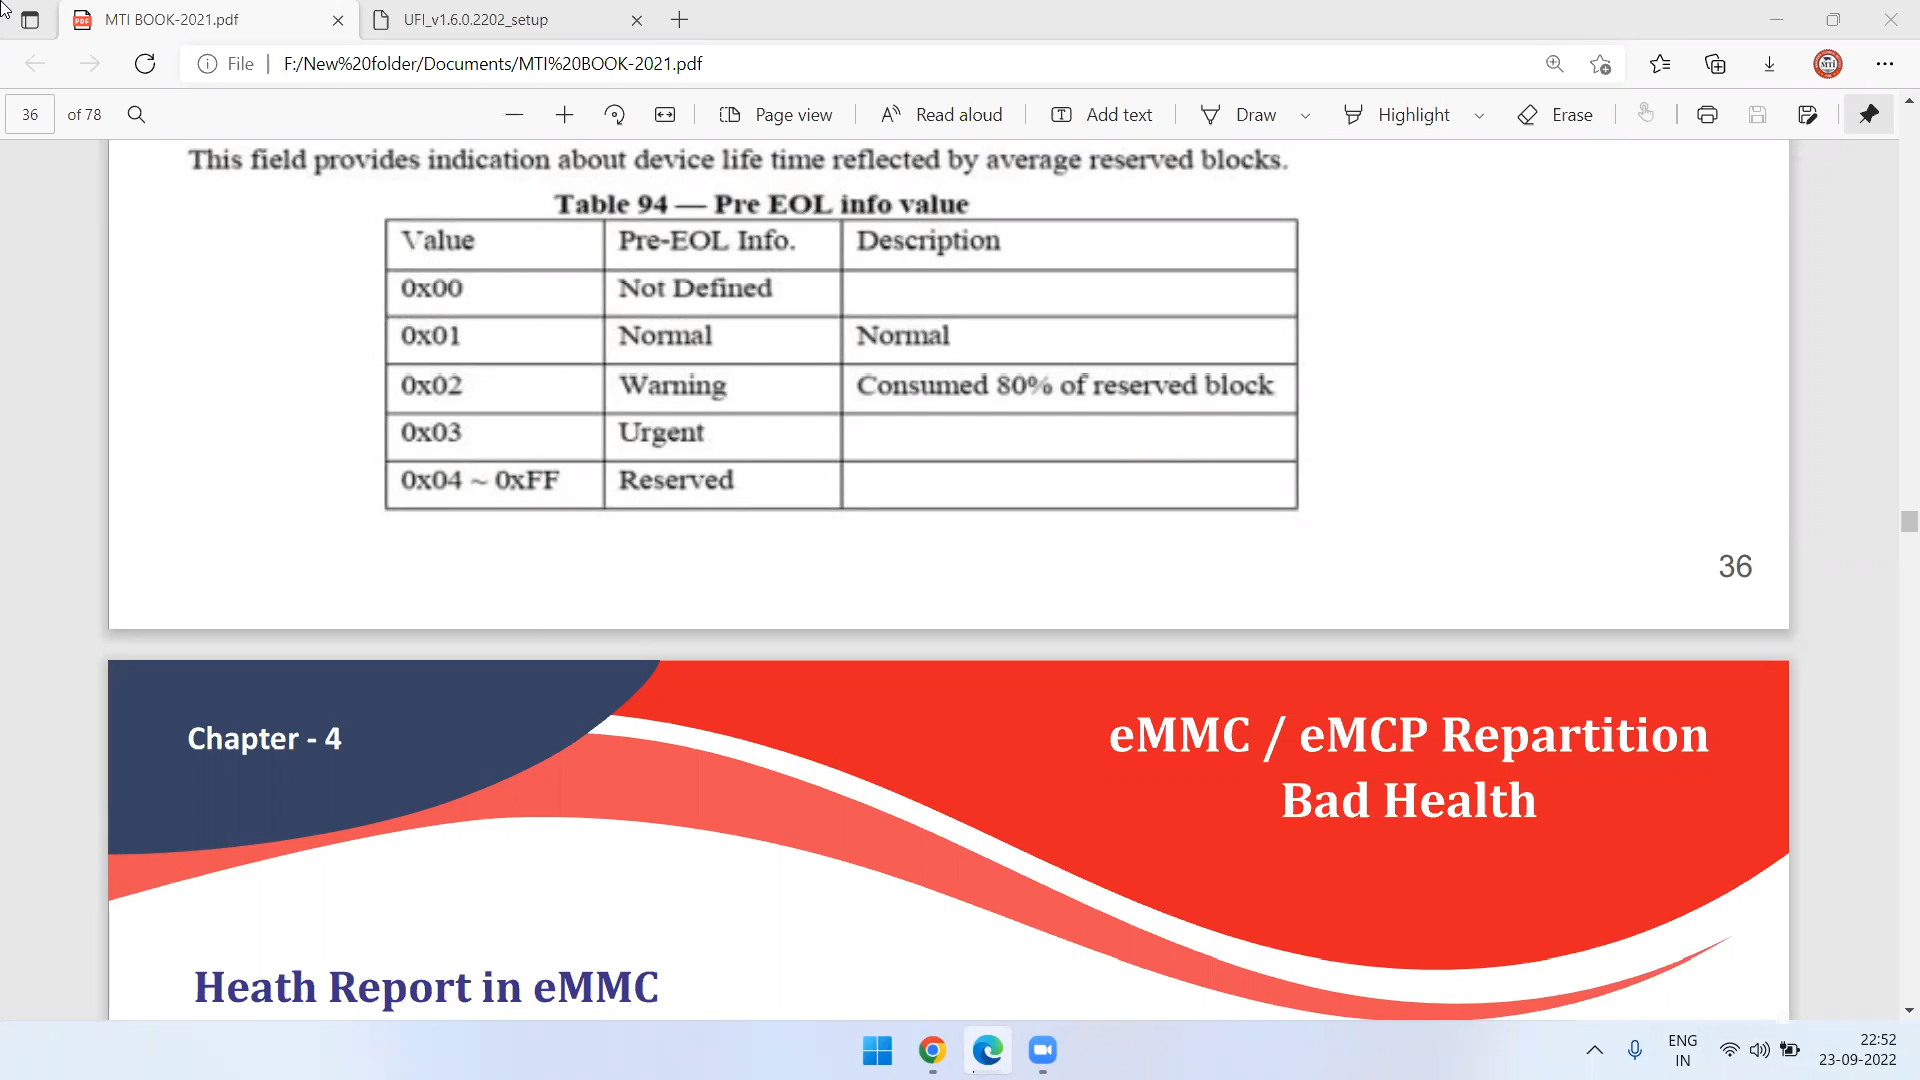 MTI BOOK-2021.pdf
UFI_v1.6.0.2202_setup
File
F:/New%20folder/Documents/MTI%20BOOK-2021.pdf
36 of 78
Page view
Read aloud
Add text
Draw
Highlight
Erase
This field provides indication about device life time reflected by average reserved blocks.
Table 94 — Pre EOL info value
Value Pre-EOL Info. Description
0x00 Not Defined
0x01 Normal Normal
0x02 Warning Consumed 80% of reserved block
0x03 Urgent
0x04 ~ 0xFF Reserved
36
Chapter - 4
eMMC / eMCP Repartition
Bad Health
Heath Report in eMMC
ENG
IN
22:52
23-09-2022